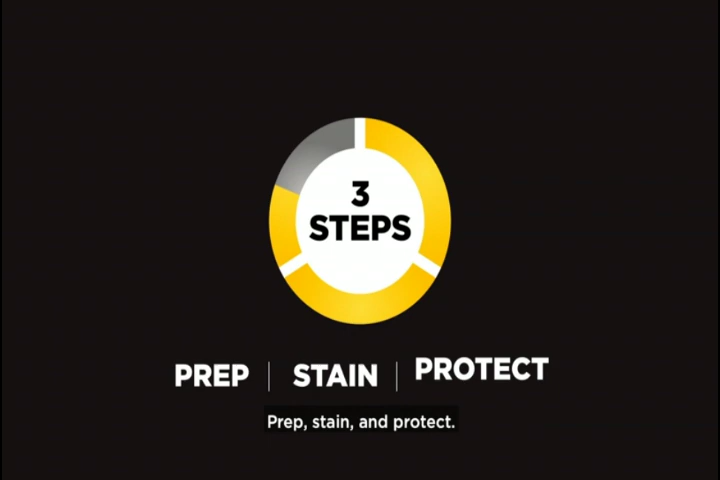 3
STEPS
PREP | STAIN | PROTECT
Prep, stain, and protect.